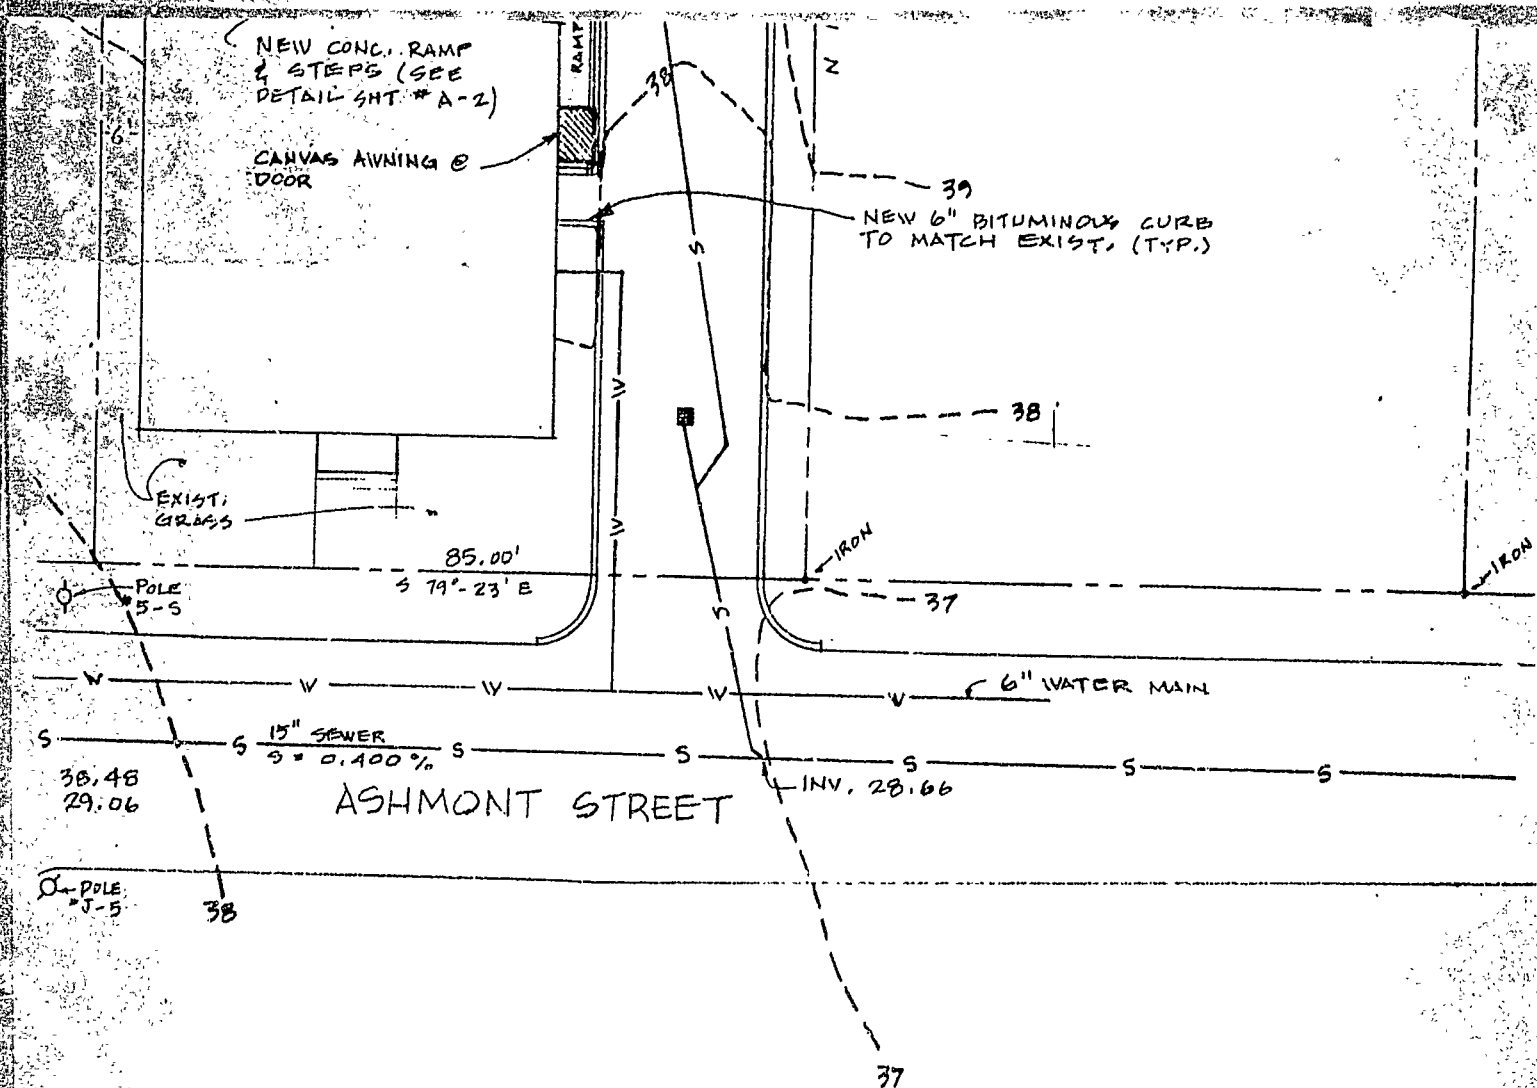 NEW CONC. RAMP
& STEPS (SEE
DETAIL SHT. # A-2)
RAMP
N
38
6'
CANVAS AWNING @
DOOR
39
NEW 6" BITUMINOUS CURB
TO MATCH EXIST. (TYP.)
S
W
38
EXIST.
GRASS
W
IRON
IRON
85.00'
S 79°-23' E
POLE
# 5-S
S
37
W W W W W
6" WATER MAIN
S S S S S S S
15" SEWER
S = 0.400 %
38.48
29.06
INV. 28.66
ASHMONT STREET
POLE
# J-5
38
37